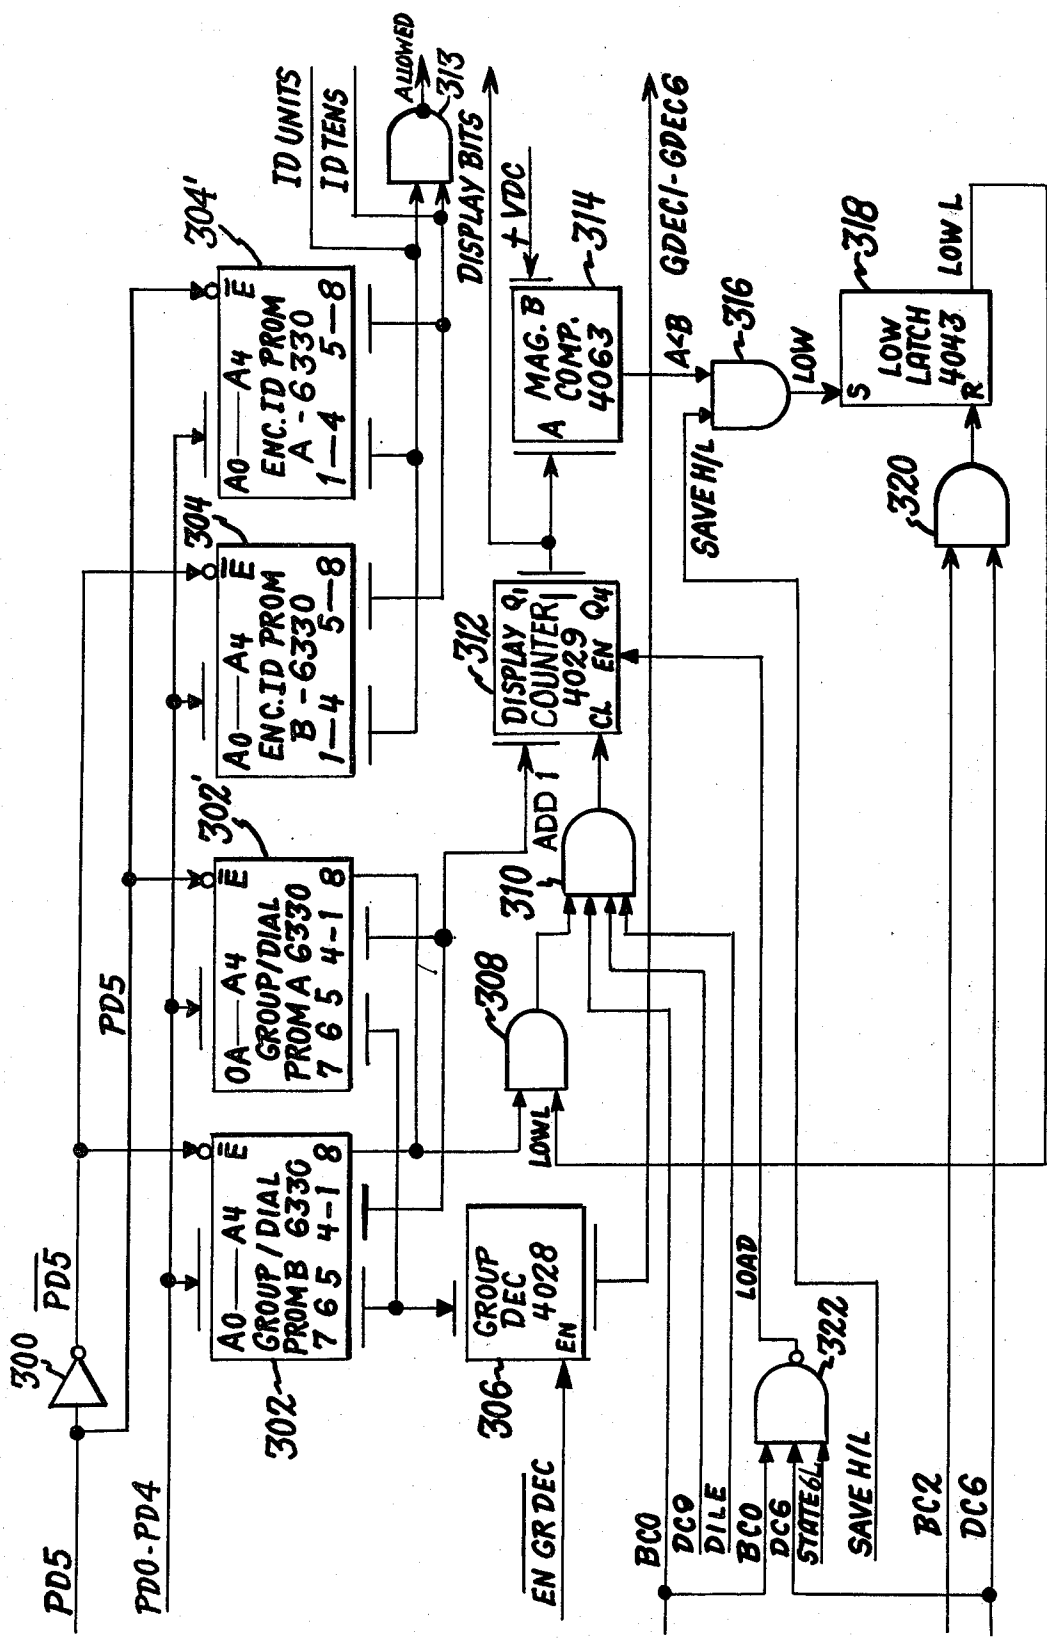 PD5
300
PD5
PD5
PD0-PD4
302
A0—A4
E
GROUP/DIAL
PROM B 6330
7 6 5 4-1 8
302'
0A—A4
E
GROUP/DIAL
PROM A 6330
7 6 5 4-1 8
304
A0—A4
E
ENC.ID PROM
B-6330
1—4 5—8
304'
A0—A4
E
ENC.ID PROM
A-6330
1—4 5—8
ID UNITS
ID TENS
ALLOWED
313
DISPLAY BITS
EN GR DEC
306
GROUP
DEC
4028
EN
LOWL
308
310
ADD 1
312
DISPLAY Q1
COUNTER
4029
CL EN Q4
A MAG. B
COMP.
4063
+VDC
314
A<B
GDEC1-GDEC6
BC0
DC9
DILE
BC0
DC6
STATE6L
322
LOAD
SAVE H/L
SAVE H/L
316
LOW
S LOW
LATCH
4043
R
318
LOW L
320
BC2
DC6